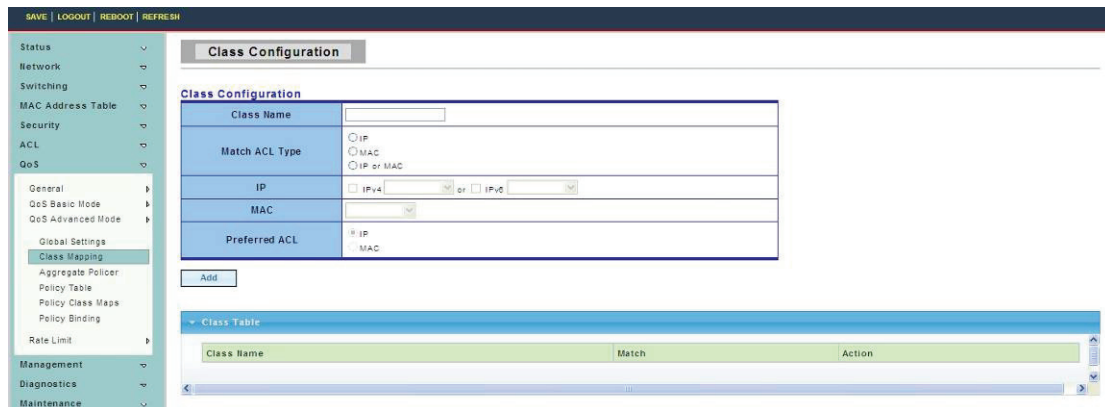 SAVE | LOGOUT | REBOOT | REFRESH
Status
Network
Switching
MAC Address Table
Security
ACL
QoS
General
QoS Basic Mode
QoS Advanced Mode
Global Settings
Class Mapping
Aggregate Policer
Policy Table
Policy Class Maps
Policy Binding
Rate Limit
Management
Diagnostics
Maintenance
Class Configuration
Class Configuration
Class Name
Match ACL Type
IP
MAC
IP or MAC
IP
IPv4 or IPv6
MAC
Preferred ACL
IP
MAC
Add
Class Table
Class Name Match Action